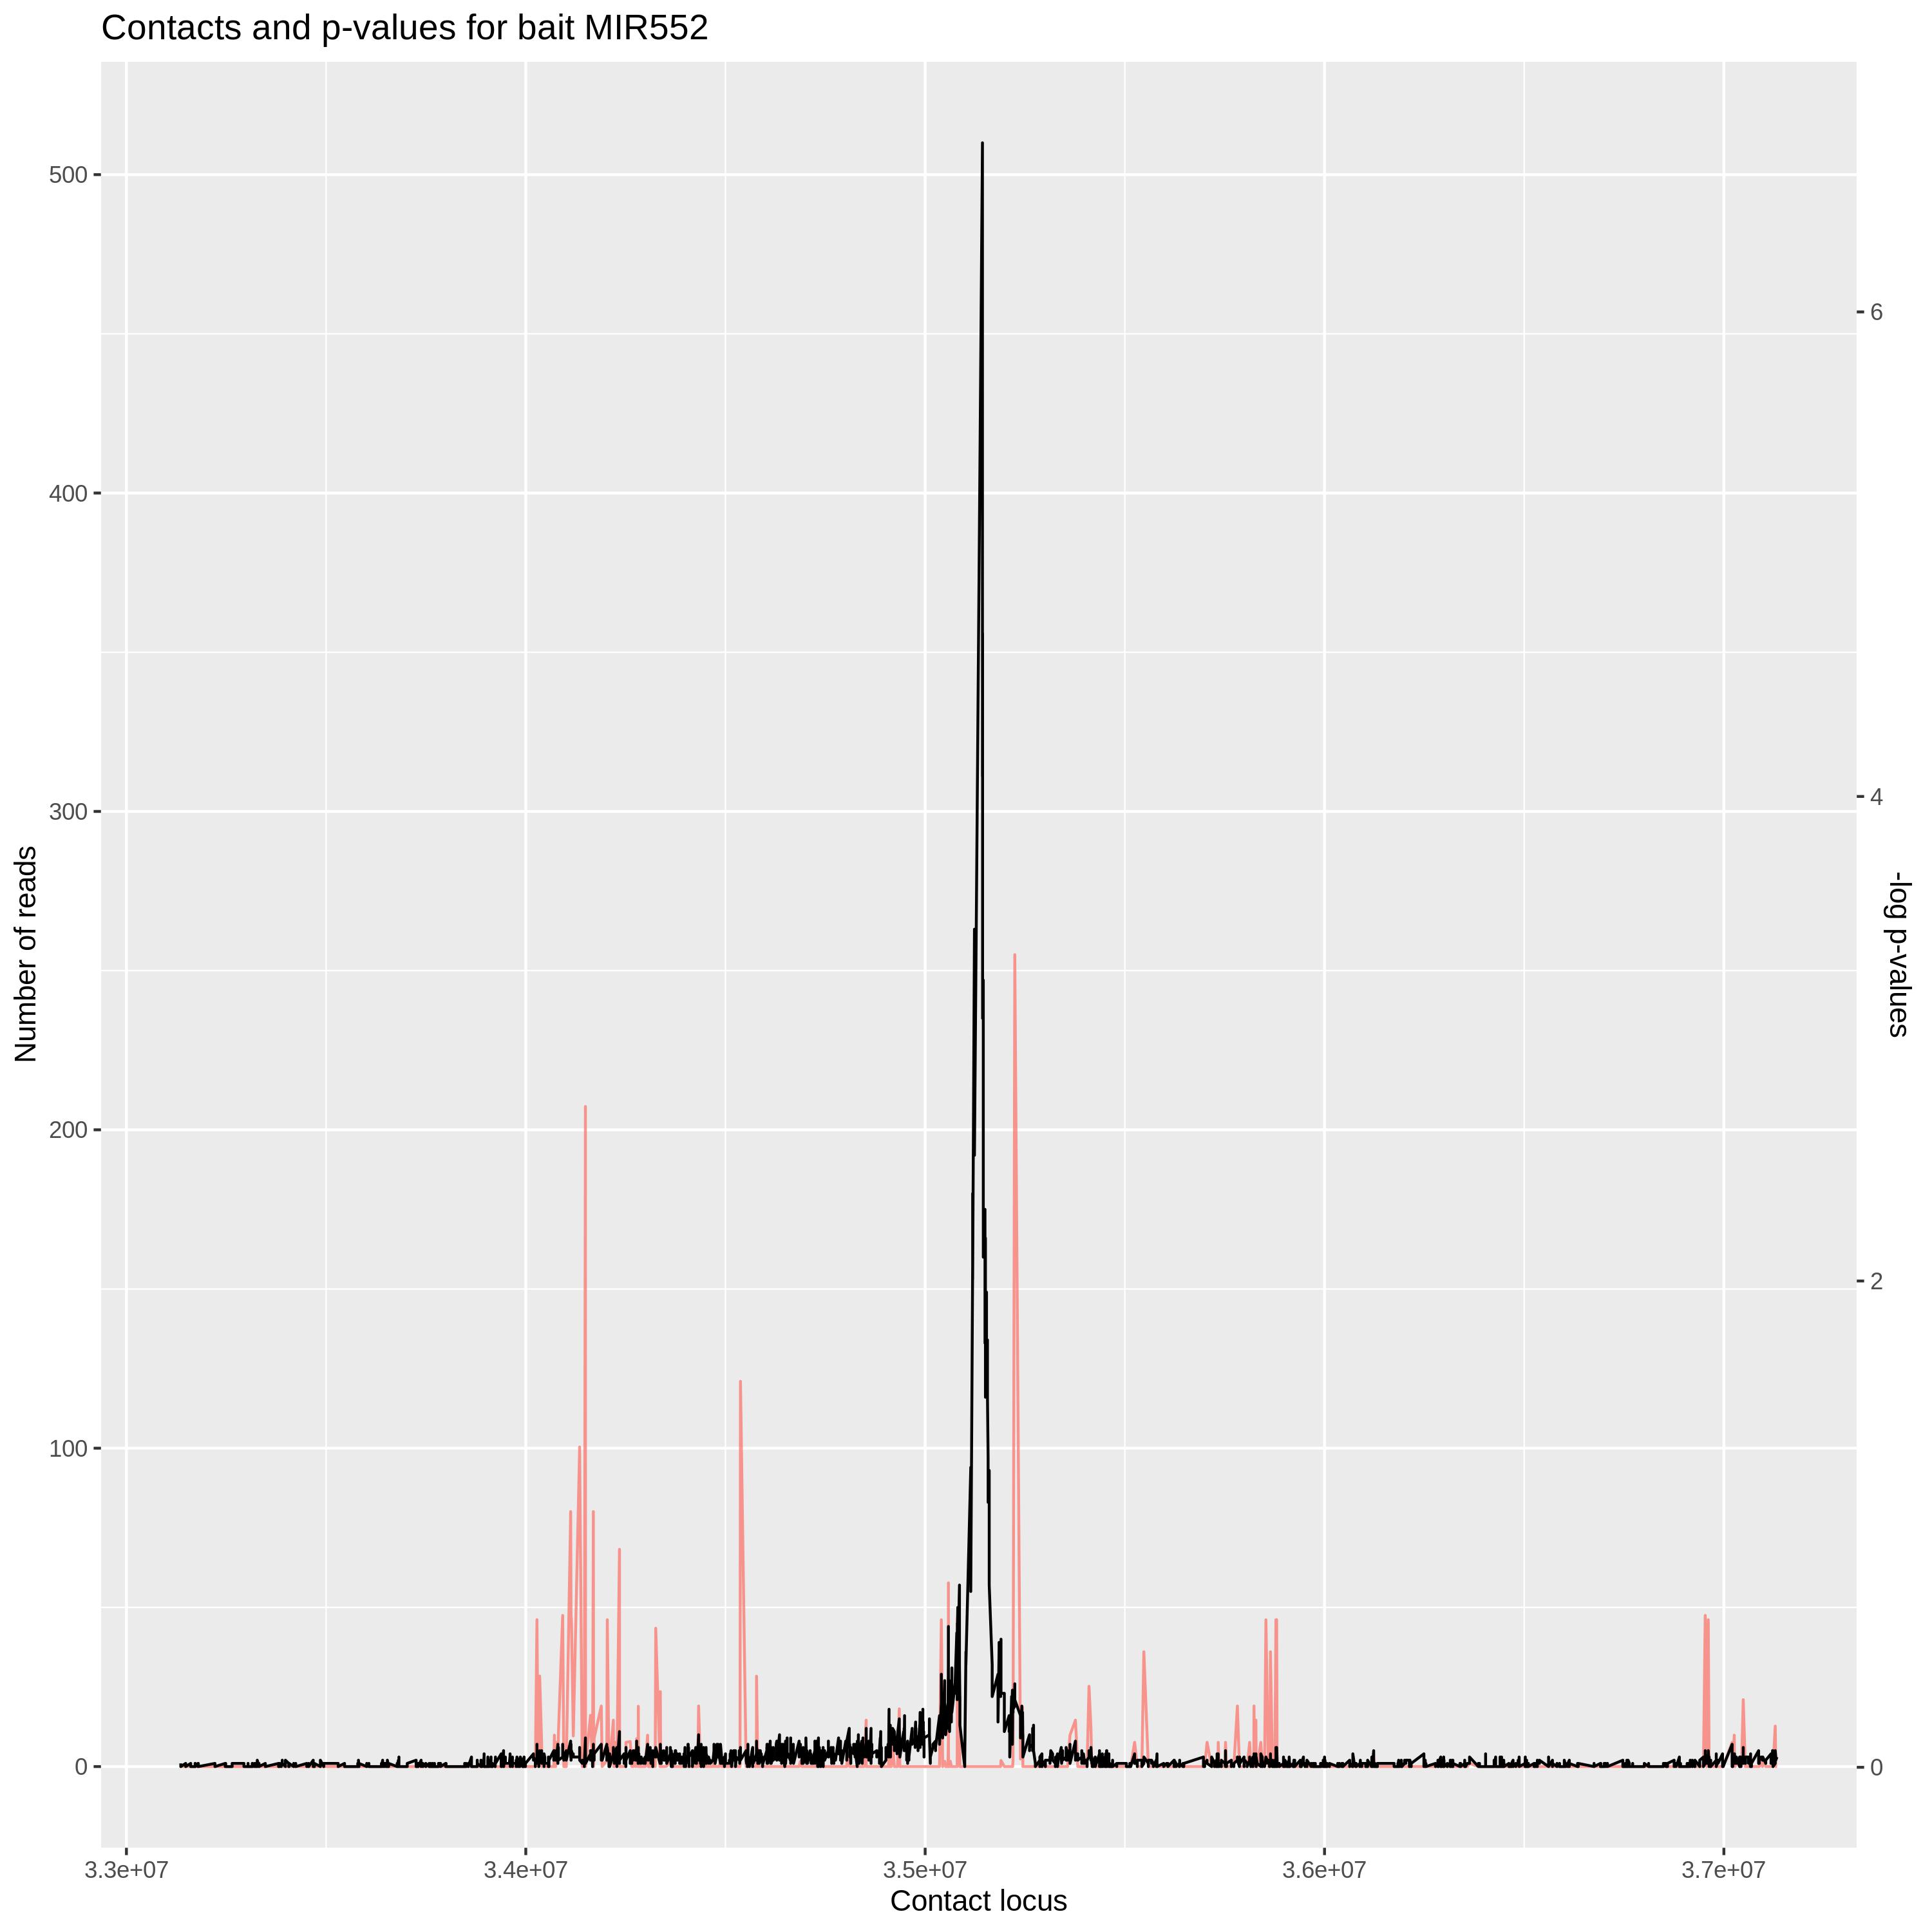 Contacts and p-values for bait MIR552
500
400
300
200
100
0
Number of reads
6
4
2
0
-log p-values
3.3e+07 3.4e+07 3.5e+07 3.6e+07 3.7e+07
Contact locus